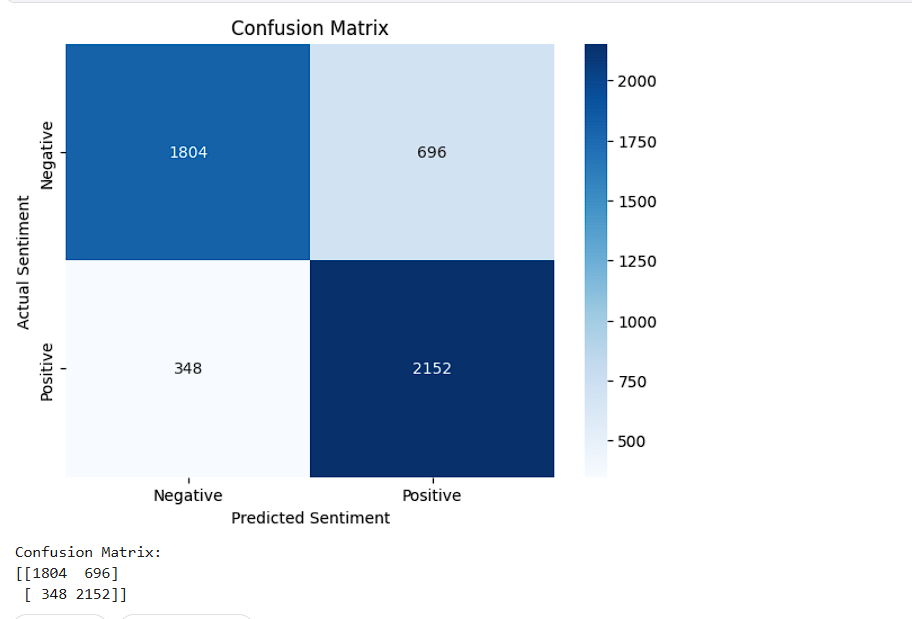 Confusion Matrix
Negative
1804
696
2000
1750
1500
1250
1000
750
500
Actual Sentiment
Positive
348
2152
Negative
Positive
Predicted Sentiment
Confusion Matrix:
[[1804  696]
 [ 348 2152]]